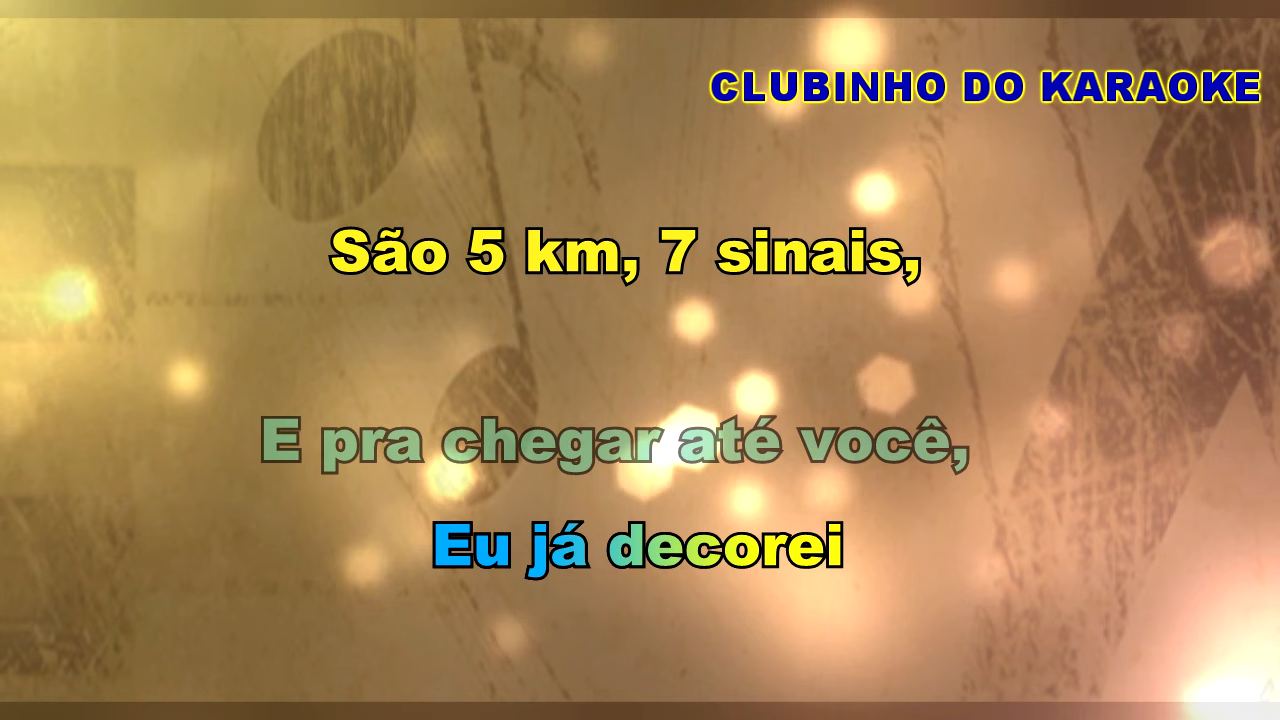 CLUBINHO DO KARAOKE
São 5 km, 7 sinais,
E pra chegar até você,
Eu já decorei